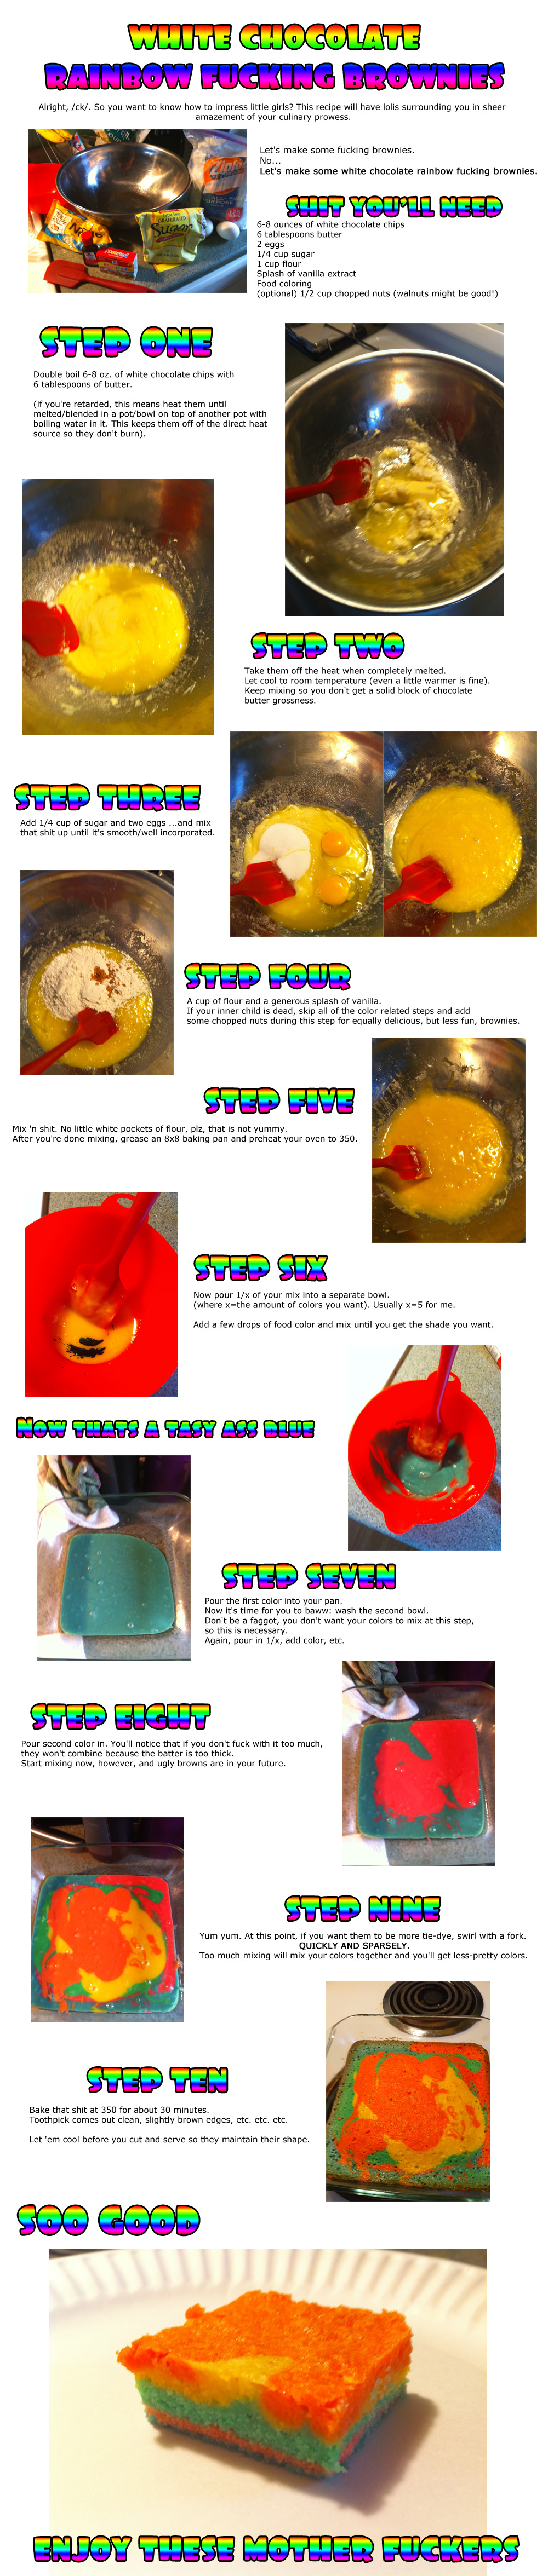 WHITE CHOCOLATE
RAINBOW FUCKING BROWNIES
Alright, /ck/. So you want to know how to impress little girls? This recipe will have lolis surrounding you in sheer
amazement of your culinary prowess.
Let's make some fucking brownies.
No...
Let's make some white chocolate rainbow fucking brownies.
SHIT YOU'LL NEED
6-8 ounces of white chocolate chips
6 tablespoons butter
2 eggs
1/4 cup sugar
1 cup flour
Splash of vanilla extract
Food coloring
(optional) 1/2 cup chopped nuts (walnuts might be good!)
Sugar
STEP ONE
Double boil 6-8 oz. of white chocolate chips with
6 tablespoons of butter.
(if you're retarded, this means heat them until
melted/blended in a pot/bowl on top of another pot with
boiling water in it. This keeps them off of the direct heat
source so they don't burn).
STEP TWO
Take them off the heat when completely melted.
Let cool to room temperature (even a little warmer is fine).
Keep mixing so you don't get a solid block of chocolate
butter grossness.
STEP THREE
Add 1/4 cup of sugar and two eggs ...and mix
that shit up until it's smooth/well incorporated.
STEP FOUR
A cup of flour and a generous splash of vanilla.
If your inner child is dead, skip all of the color related steps and add
some chopped nuts during this step for equally delicious, but less fun, brownies.
STEP FIVE
Mix 'n shit. No little white pockets of flour, plz, that is not yummy.
After you're done mixing, grease an 8x8 baking pan and preheat your oven to 350.
STEP SIX
Now pour 1/x of your mix into a separate bowl.
(where x=the amount of colors you want). Usually x=5 for me.
Add a few drops of food color and mix until you get the shade you want.
NOW THATS A TASY ASS BLUE
STEP SEVEN
Pour the first color into your pan.
Now it's time for you to baww: wash the second bowl.
Don't be a faggot, you don't want your colors to mix at this step,
so this is necessary.
Again, pour in 1/x, add color, etc.
STEP EIGHT
Pour second color in. You'll notice that if you don't fuck with it too much,
they won't combine because the batter is too thick.
Start mixing now, however, and ugly browns are in your future.
STEP NINE
Yum yum. At this point, if you want them to be more tie-dye, swirl with a fork.
QUICKLY AND SPARSELY.
Too much mixing will mix your colors together and you'll get less-pretty colors.
STEP TEN
Bake that shit at 350 for about 30 minutes.
Toothpick comes out clean, slightly brown edges, etc. etc. etc.
Let 'em cool before you cut and serve so they maintain their shape.
SOO GOOD
ENJOY THESE MOTHER FUCKERS